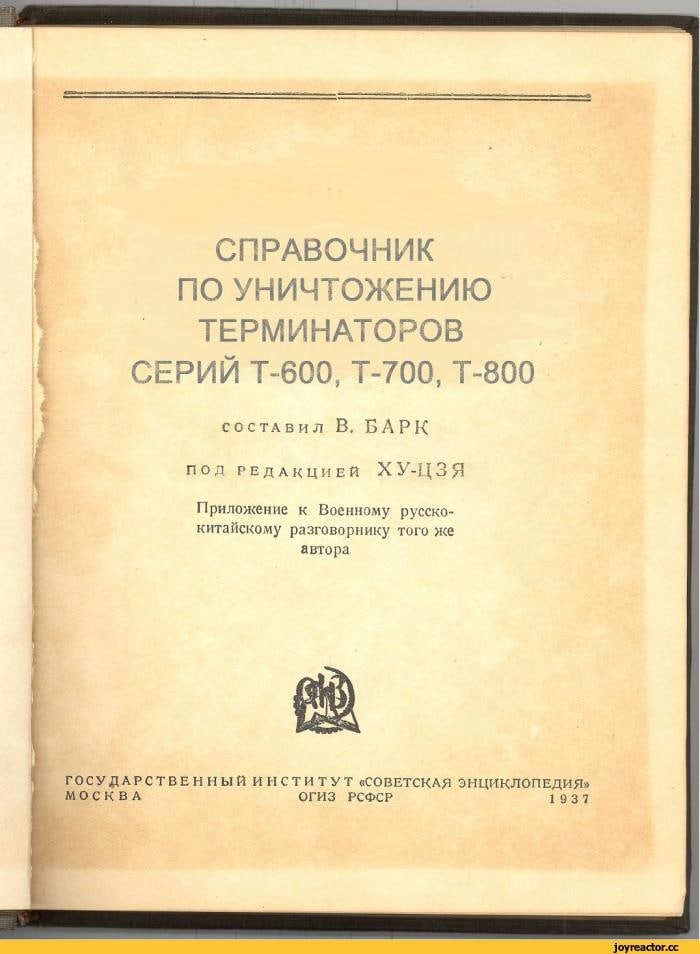 СПРАВОЧНИК
ПО УНИЧТОЖЕНИЮ
ТЕРМИНАТОРОВ
СЕРИЙ Т-600, Т-700, Т-800
СОСТАВИЛ В. БАРК
ПОД РЕДАКЦИЕЙ ХУ-ЦЗЯ
Приложение к Военному русско-
китайскому разговорнику того же
автора
ГОСУДАРСТВЕННЫЙ ИНСТИТУТ «СОВЕТСКАЯ ЭНЦИКЛОПЕДИЯ»
МОСКВА ОГИЗ РСФСР 1937
joyreactor.cc